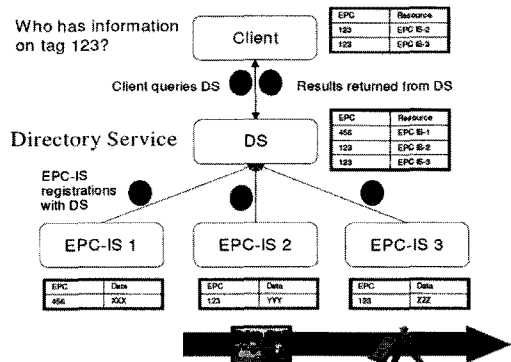 Who has information
on tag 123?
Client
EPC Resource
123 EPC IS-2
123 EPC IS-3
Client queries DS
Results returned from DS
Directory Service
DS
EPC Resource
456 EPC IS-1
123 EPC IS-2
123 EPC IS-3
EPC-IS
registrations
with DS
EPC-IS 1
EPC-IS 2
EPC-IS 3
EPC Data
456 XXX
EPC Data
123 YYY
EPC Data
123 ZZZ